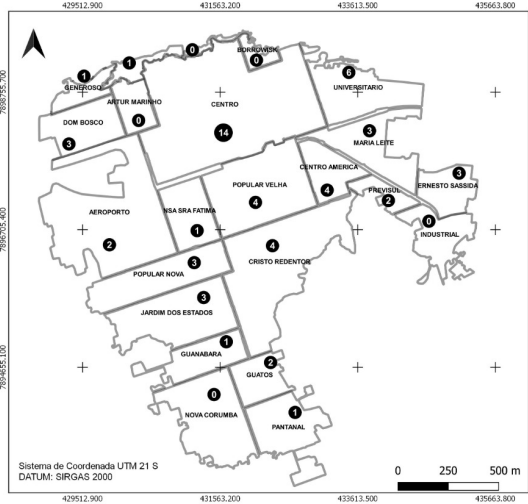 429512.900 431563.200 433613.500 435663.800
7898755.700
7896705.400
7894655.100
0
BOROWISK
0
1
1
GENEROSO
6
UNIVERSITARIO
ARTUR MARINHO
0
CENTRO
14
DOM BOSCO
3
3
MARIA LEITE
CENTRO AMERICA
4
3
ERNESTO SASSIDA
POPULAR VELHA
4
PREVISUL
2
0
INDUSTRIAL
AEROPORTO
2
NSA SRA FATIMA
1
4
CRISTO REDENTOR
3
POPULAR NOVA
3
JARDIM DOS ESTADOS
1
GUANABARA
2
GUATOS
0
NOVA CORUMBA
1
PANTANAL
Sistema de Coordenada UTM 21 S
DATUM: SIRGAS 2000
0 250 500 m
429512.900 431563.200 433613.500 435663.800